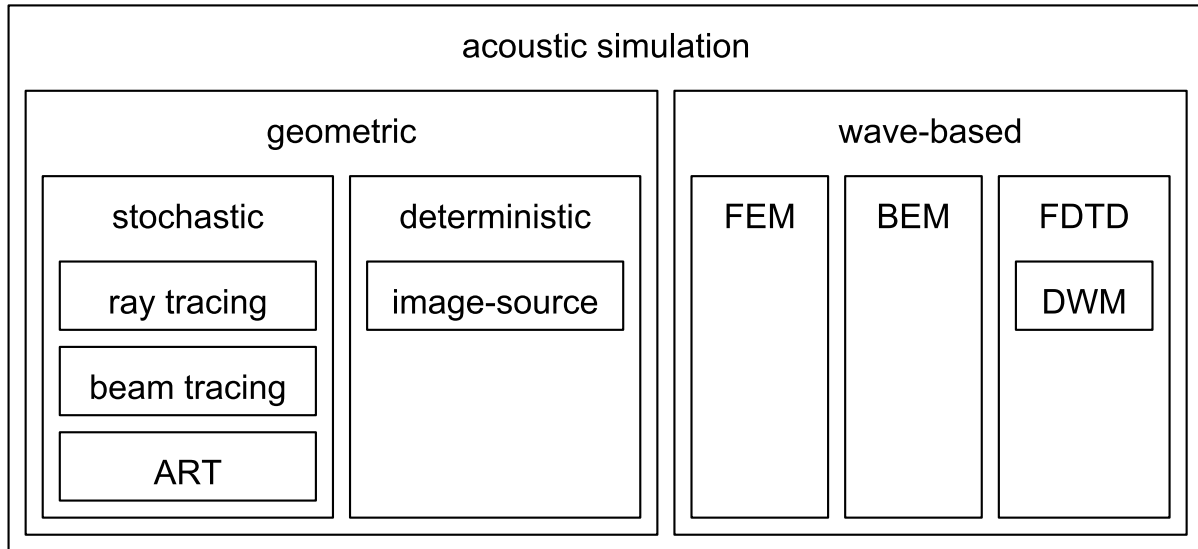 acoustic simulation
geometric
stochastic
ray tracing
beam tracing
ART
deterministic
image-source
wave-based
FEM
BEM
FDTD
DWM